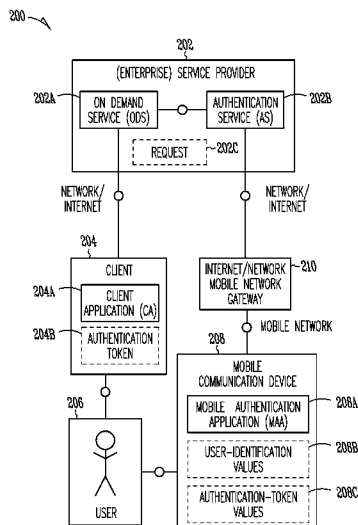 200
202
(ENTERPRISE) SERVICE PROVIDER
202A
ON DEMAND
SERVICE (ODS)
AUTHENTICATION
SERVICE (AS)
202B
REQUEST
202C
NETWORK/
INTERNET
NETWORK/
INTERNET
204
CLIENT
204A
CLIENT
APPLICATION (CA)
204B
AUTHENTICATION
TOKEN
INTERNET/NETWORK
MOBILE NETWORK
GATEWAY
210
MOBILE NETWORK
208
MOBILE
COMMUNICATION DEVICE
MOBILE AUTHENTICATION
APPLICATION (MAA)
208A
USER-IDENTIFICATION
VALUES
208B
AUTHENTICATION-TOKEN
VALUES
208C
206
USER